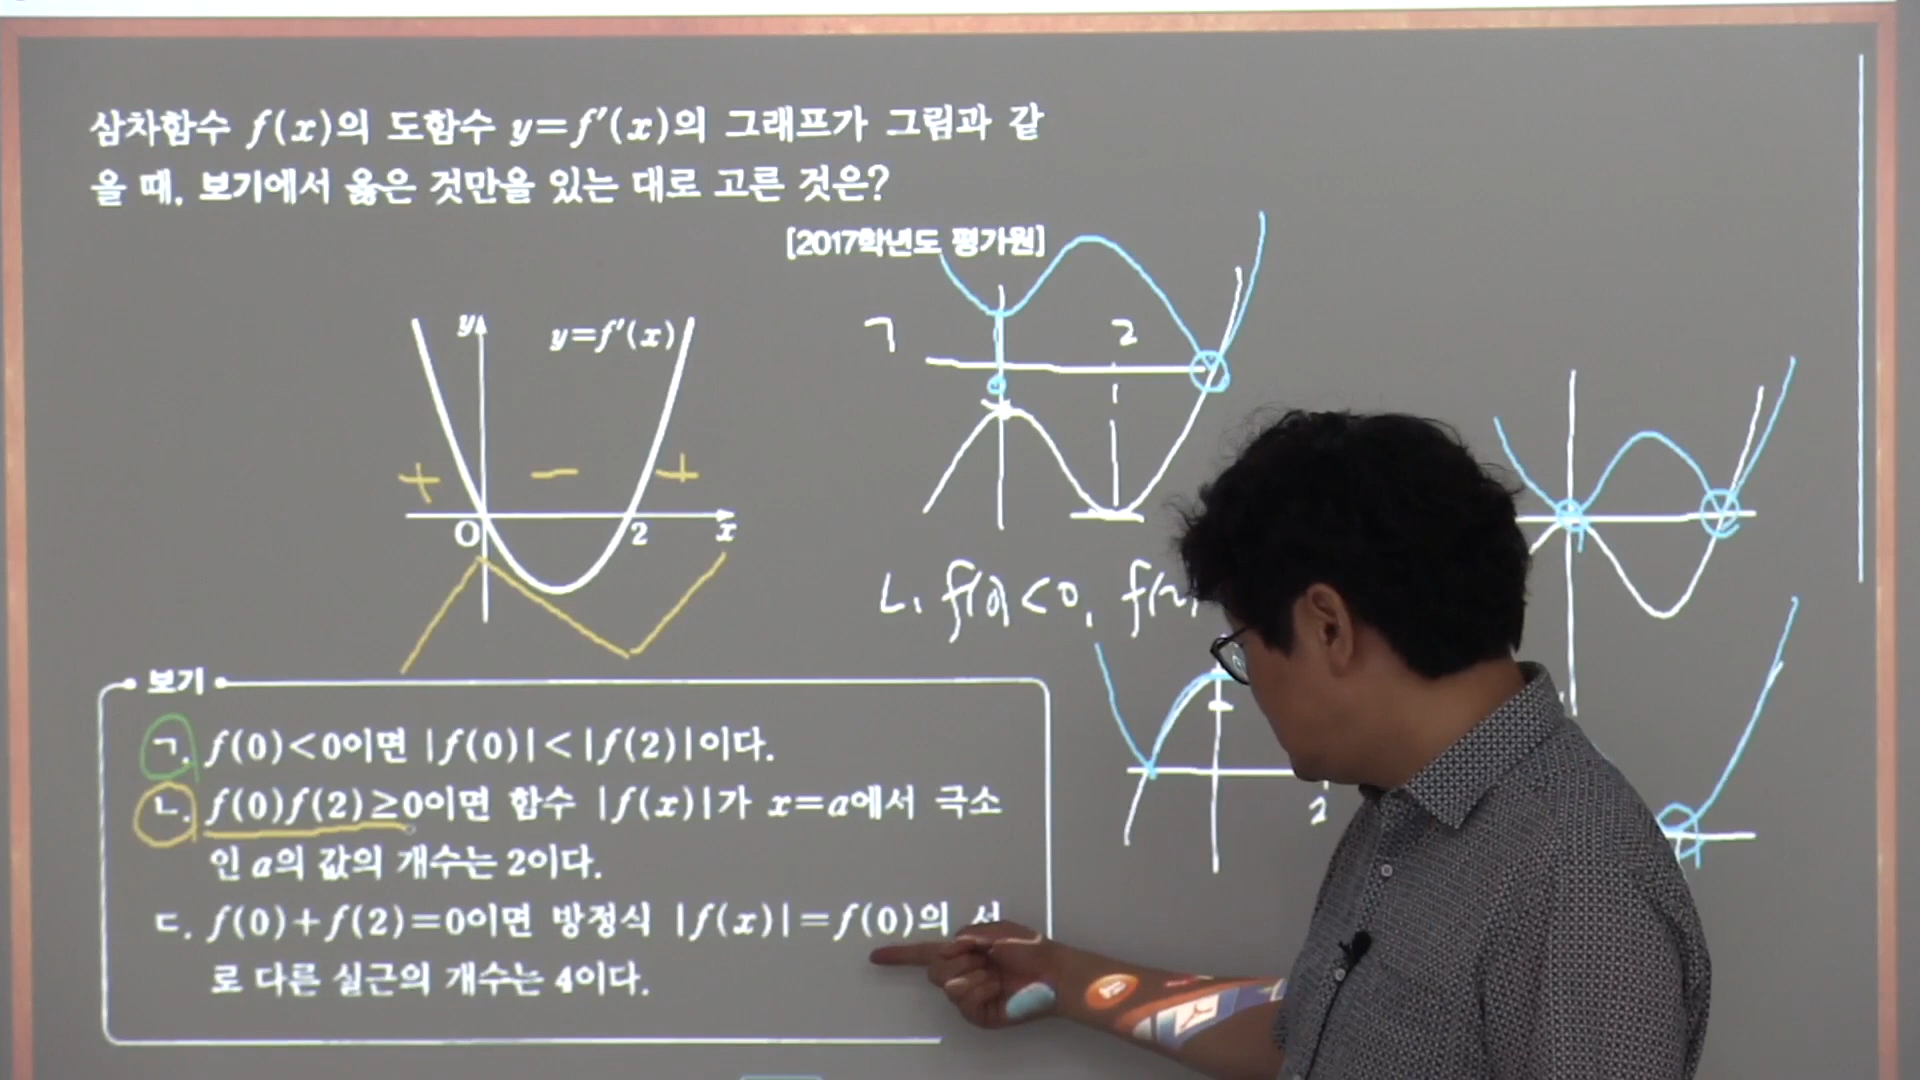 삼차함수 f(x)의 도함수 y=f′(x)의 그래프가 그림과 같
을 때, 보기에서 옳은 것만을 있는 대로 고른 것은?
[2017학년도 평가원]
y
y=f′(x)
+ − +
O 2 x
ㄱ 2
ㄴ. f(0)<0,
2
보기
ㄱ. f(0)<0이면 |f(0)|<|f(2)|이다.
ㄴ. f(0)f(2)≥0이면 함수 |f(x)|가 x=a에서 극소
인 a의 값의 개수는 2이다.
ㄷ. f(0)+f(2)=0이면 방정식 |f(x)|=f(0)의 서
로 다른 실근의 개수는 4이다.